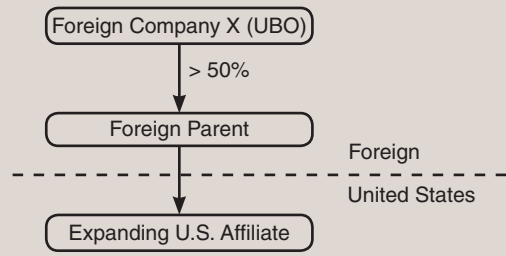 Foreign Company X (UBO)
> 50%
Foreign Parent
Foreign
United States
Expanding U.S. Affiliate